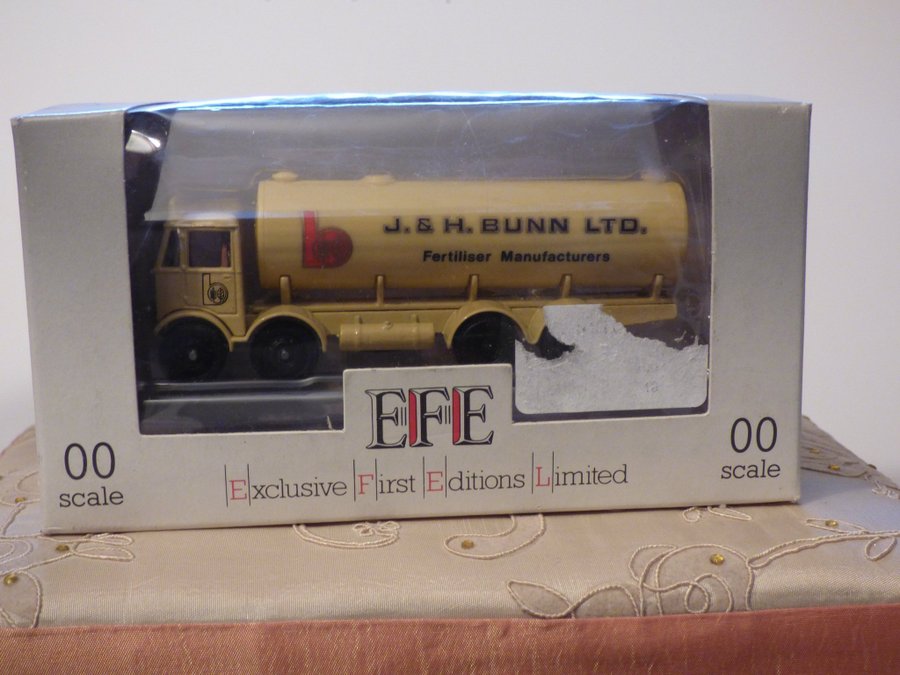 J. & H. BUNN LTD.
Fertiliser Manufacturers
b
b
EFE
00
scale
Exclusive First Editions Limited
00
scale